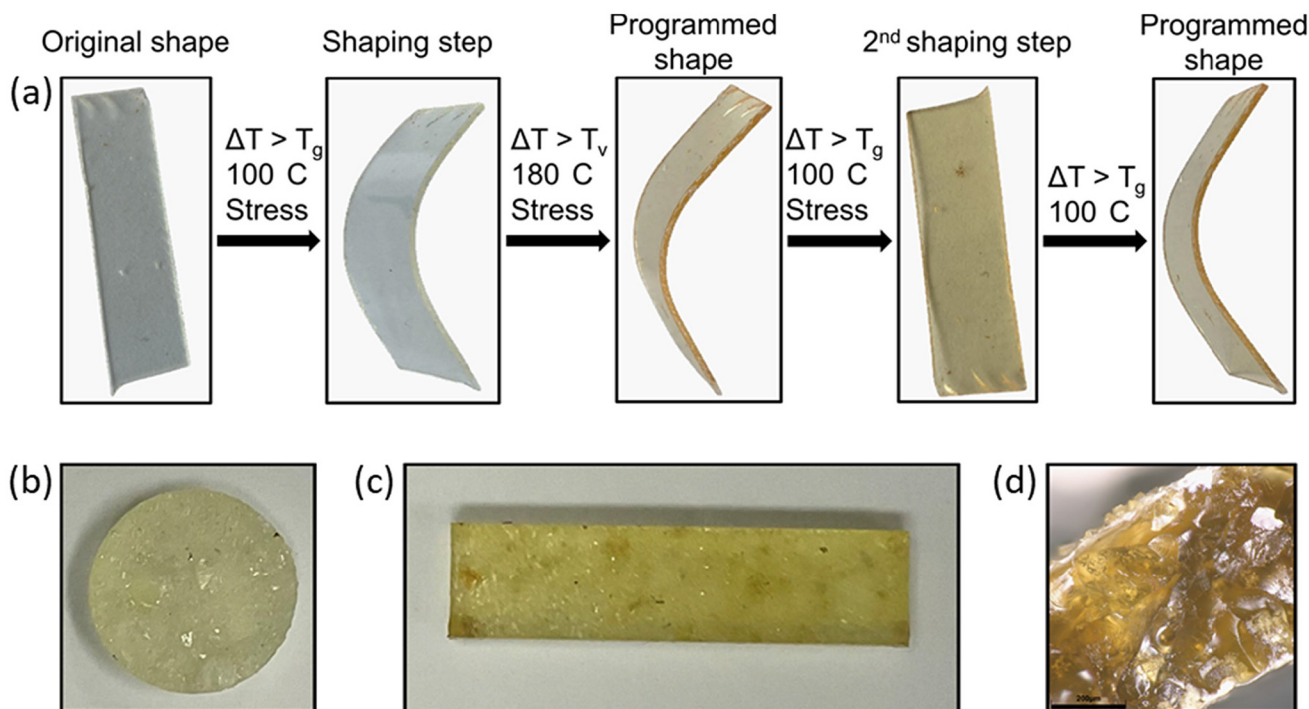 Original shape
Shaping step
Programmed
shape
2nd shaping step
Programmed
shape
(a)
ΔT > Tg
100 C
Stress
ΔT > Tv
180 C
Stress
ΔT > Tg
100 C
Stress
ΔT > Tg
100 C
(b)
(c)
(d)
200µm